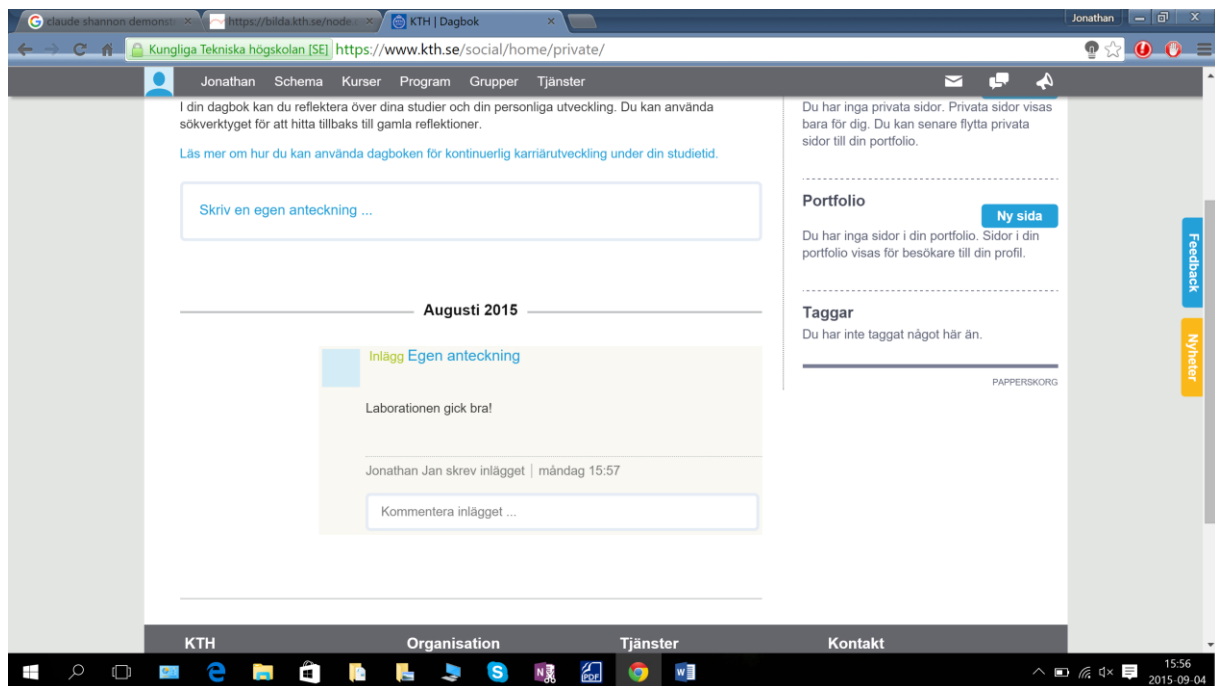 claude shannon demonst
https://bilda.kth.se/node
KTH | Dagbok
Jonathan
Kungliga Tekniska högskolan [SE] https://www.kth.se/social/home/private/
Jonathan Schema Kurser Program Grupper Tjänster
I din dagbok kan du reflektera över dina studier och din personliga utveckling. Du kan använda
sökverktyget för att hitta tillbaks till gamla reflektioner.
Läs mer om hur du kan använda dagboken för kontinuerlig karriärutveckling under din studietid.
Skriv en egen anteckning ...
Augusti 2015
Inlägg Egen anteckning
Laborationen gick bra!
Jonathan Jan skrev inlägget | måndag 15:57
Kommentera inlägget ...
Du har inga privata sidor. Privata sidor visas
bara för dig. Du kan senare flytta privata
sidor till din portfolio.
Portfolio
Ny sida
Du har inga sidor i din portfolio. Sidor i din
portfolio visas för besökare till din profil.
Taggar
Du har inte taggat något här än.
PAPPERSKORG
Feedback
Nyheter
KTH Organisation Tjänster Kontakt
15:56
2015-09-04